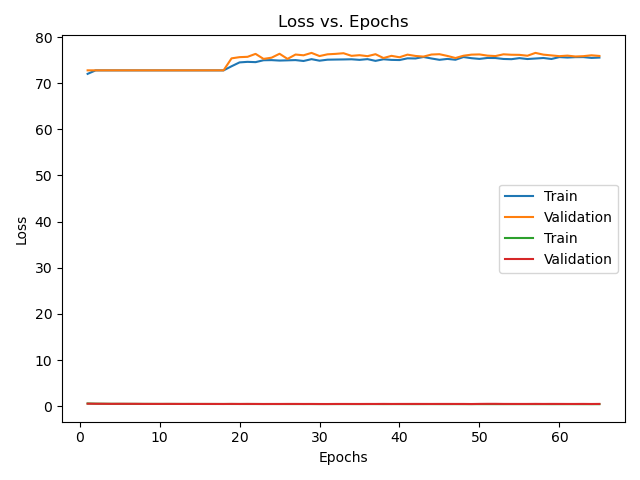 Loss vs. Epochs
80
70
60
50
40
30
20
10
0
Loss
Train
Validation
Train
Validation
0 10 20 30 40 50 60
Epochs